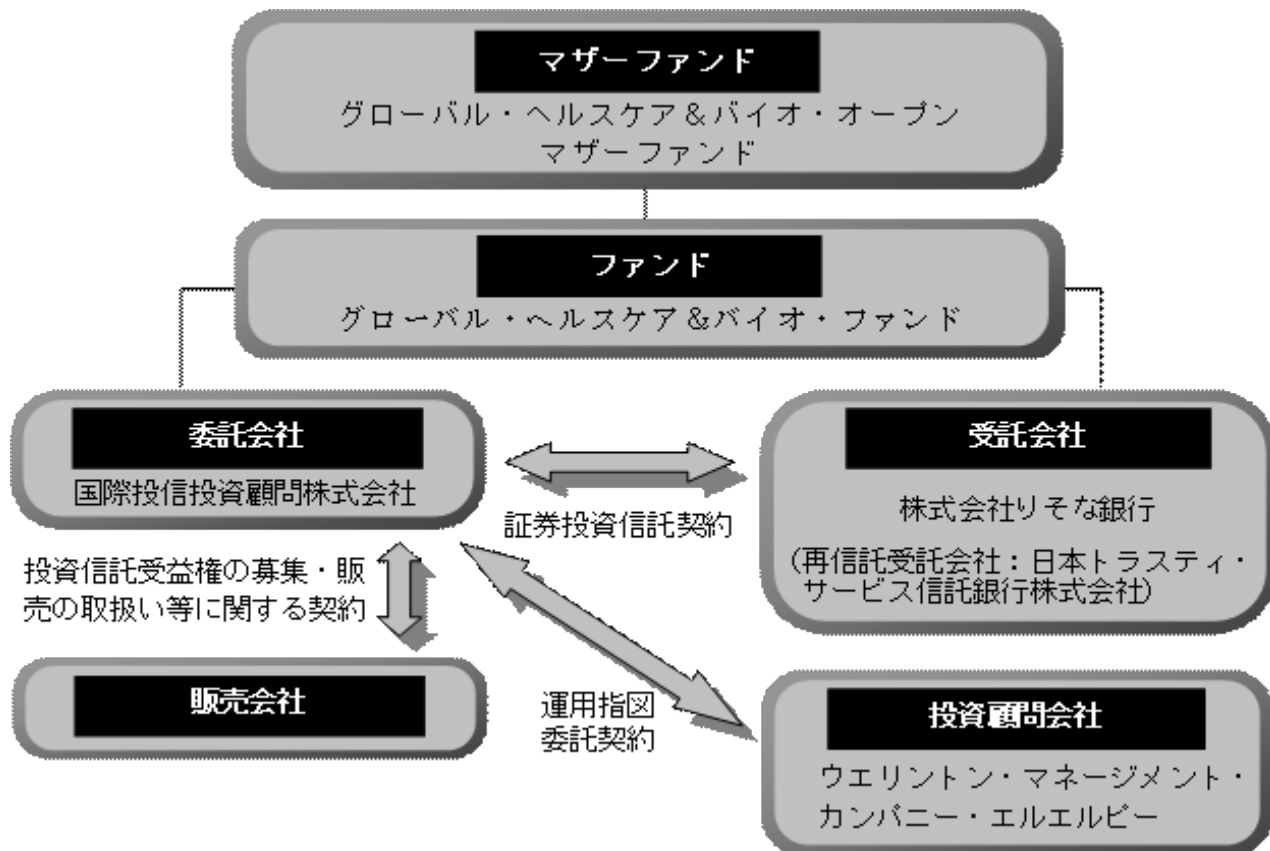 マザーファンド
グローバル・ヘルスケア＆バイオ・オープン
マザーファンド
ファンド
グローバル・ヘルスケア＆バイオ・ファンド
委託会社
国際投信投資顧問株式会社
受託会社
株式会社りそな銀行
（再信託受託会社：日本トラスティ・
サービス信託銀行株式会社）
証券投資信託契約
投資信託受益権の募集・販
売の取扱い等に関する契約
販売会社
運用指図
委託契約
投資顧問会社
ウエリントン・マネージメント・
カンパニー・エルエルピー